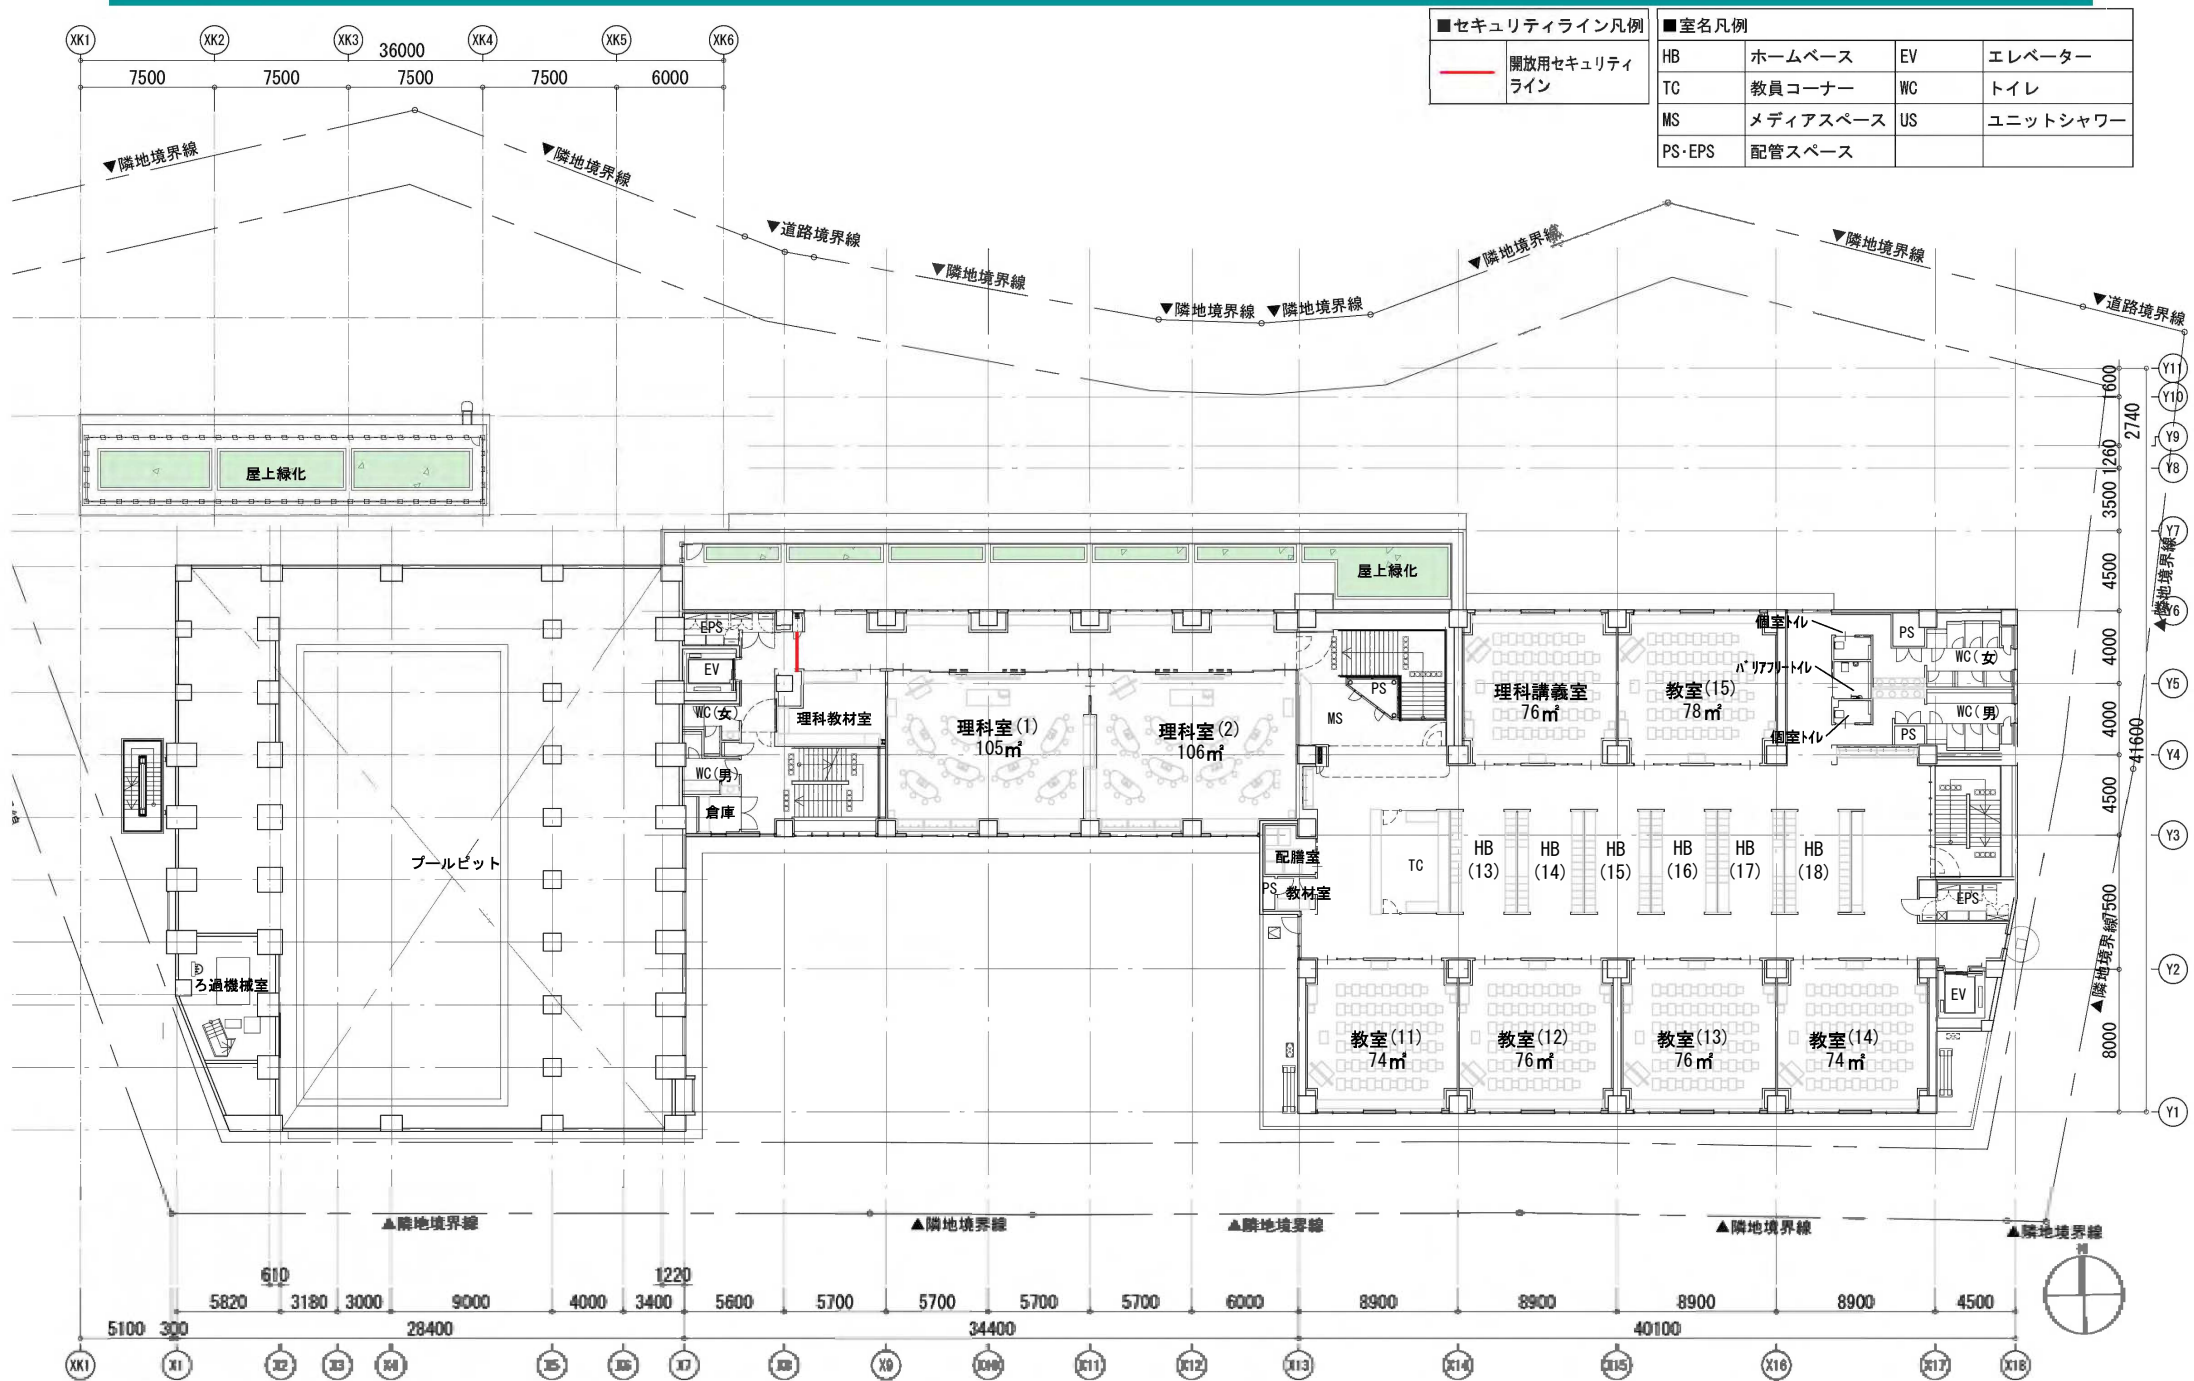 ■セキュリティライン凡例
開放用セキュリティ
ライン
■室名凡例
HB ホームベース EV エレベーター
TC 教員コーナー WC トイレ
MS メディアスペース US ユニットシャワー
PS・EPS 配管スペース
XK1 XK2 XK3 XK4 XK5 XK6
36000
7500 7500 7500 7500 6000
▼隣地境界線
▼隣地境界線
▼道路境界線
▼隣地境界線
▼隣地境界線
▼隣地境界線
▼隣地境界線
▼隣地境界線
▼道路境界線
屋上緑化
屋上緑化
EPS
EV
WC(女)
WC(男)
倉庫
理科教材室
理科室(1)
105㎡
理科室(2)
106㎡
MS
PS
理科講義室
76㎡
教室(15)
78㎡
個室トイレ
バリアフリートイレ
個室トイレ
PS
WC(女)
WC(男)
PS
プールピット
ろ過機械室
配膳室
PS
教材室
TC
HB
(13)
HB
(14)
HB
(15)
HB
(16)
HB
(17)
HB
(18)
EPS
EV
教室(11)
74㎡
教室(12)
76㎡
教室(13)
76㎡
教室(14)
74㎡
Y11
Y10
Y9
Y8
Y7
Y6
Y5
Y4
Y3
Y2
Y1
1600
2740
1260
3500
4500
4000
4000
4500
7500
8000
41600
▲隣地境界線
▲隣地境界線
▲隣地境界線
▲隣地境界線
▲隣地境界線
▲隣地境界線
▲隣地境界線
N
610 1220
5820 3180 3000 9000 4000 3400 5600 5700 5700 5700 5700 6000 8900 8900 8900 8900 4500
5100 300 28400 34400 40100
XK1 X1 X2 X3 X4 X5 X6 X7 X8 X9 X10 X11 X12 X13 X14 X15 X16 X17 X18